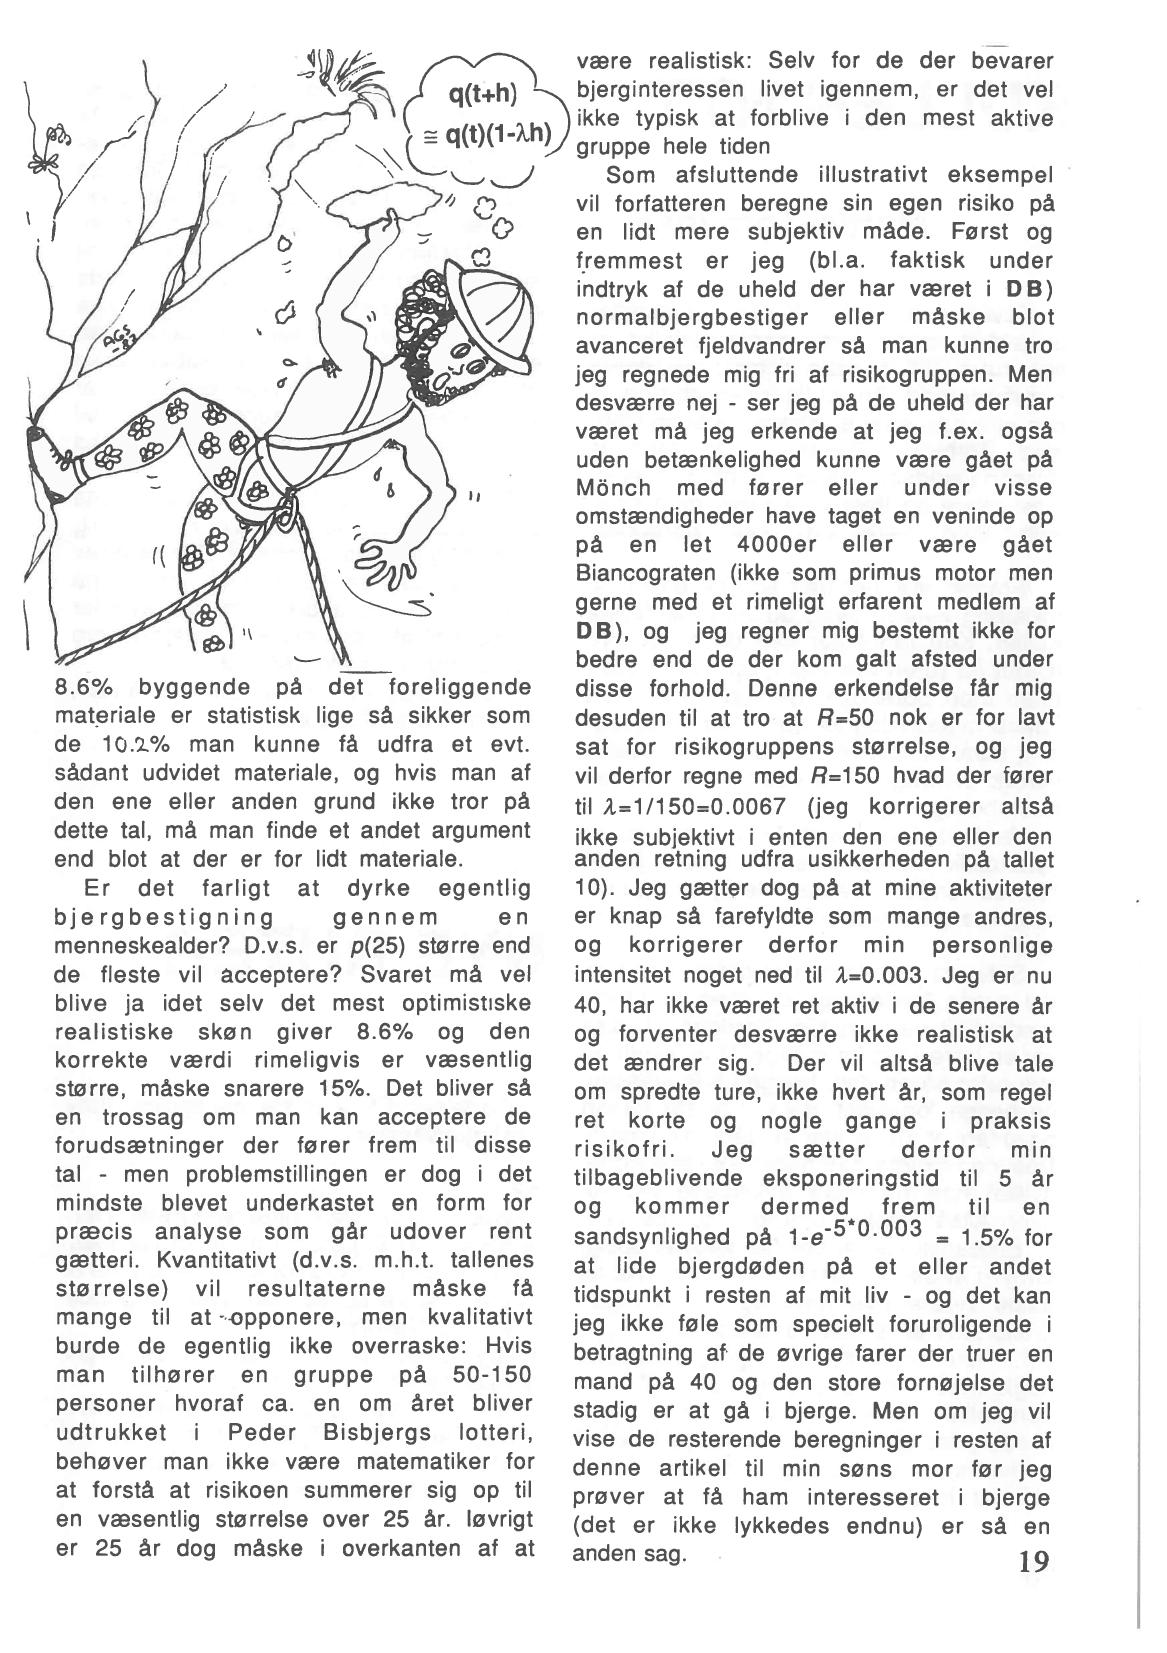 q(t+h)
≅ q(t)(1-λh)
AGS
-87
8.6% byggende på det foreliggende
materiale er statistisk lige så sikker som
de 10.2% man kunne få udfra et evt.
sådant udvidet materiale, og hvis man af
den ene eller anden grund ikke tror på
dette tal, må man finde et andet argument
end blot at der er for lidt materiale.
Er det farligt at dyrke egentlig
bjergbestigning gennem en
menneskealder? D.v.s. er p(25) større end
de fleste vil acceptere? Svaret må vel
blive ja idet selv det mest optimistiske
realistiske skøn giver 8.6% og den
korrekte værdi rimeligvis er væsentlig
større, måske snarere 15%. Det bliver så
en trossag om man kan acceptere de
forudsætninger der fører frem til disse
tal - men problemstillingen er dog i det
mindste blevet underkastet en form for
præcis analyse som går udover rent
gætteri. Kvantitativt (d.v.s. m.h.t. tallenes
størrelse) vil resultaterne måske få
mange til at opponere, men kvalitativt
burde de egentlig ikke overraske: Hvis
man tilhører en gruppe på 50-150
personer hvoraf ca. en om året bliver
udtrukket i Peder Bisbjergs lotteri,
behøver man ikke være matematiker for
at forstå at risikoen summerer sig op til
en væsentlig størrelse over 25 år. Iøvrigt
er 25 år dog måske i overkanten af at
være realistisk: Selv for de der bevarer
bjerginteressen livet igennem, er det vel
ikke typisk at forblive i den mest aktive
gruppe hele tiden
Som afsluttende illustrativt eksempel
vil forfatteren beregne sin egen risiko på
en lidt mere subjektiv måde. Først og
fremmest er jeg (bl.a. faktisk under
indtryk af de uheld der har været i DB)
normalbjergbestiger eller måske blot
avanceret fjeldvandrer så man kunne tro
jeg regnede mig fri af risikogruppen. Men
desværre nej - ser jeg på de uheld der har
været må jeg erkende at jeg f.ex. også
uden betænkelighed kunne være gået på
Mönch med fører eller under visse
omstændigheder have taget en veninde op
på en let 4000er eller være gået
Biancograten (ikke som primus motor men
gerne med et rimeligt erfarent medlem af
DB), og jeg regner mig bestemt ikke for
bedre end de der kom galt afsted under
disse forhold. Denne erkendelse får mig
desuden til at tro at R=50 nok er for lavt
sat for risikogruppens størrelse, og jeg
vil derfor regne med R=150 hvad der fører
til λ=1/150=0.0067 (jeg korrigerer altså
ikke subjektivt i enten den ene eller den
anden retning udfra usikkerheden på tallet
10). Jeg gætter dog på at mine aktiviteter
er knap så farefyldte som mange andres,
og korrigerer derfor min personlige
intensitet noget ned til λ=0.003. Jeg er nu
40, har ikke været ret aktiv i de senere år
og forventer desværre ikke realistisk at
det ændrer sig. Der vil altså blive tale
om spredte ture, ikke hvert år, som regel
ret korte og nogle gange i praksis
risikofri. Jeg sætter derfor min
tilbageblivende eksponeringstid til 5 år
og kommer dermed frem til en
sandsynlighed på 1-e-5*0.003 = 1.5% for
at lide bjergdøden på et eller andet
tidspunkt i resten af mit liv - og det kan
jeg ikke føle som specielt foruroligende i
betragtning af de øvrige farer der truer en
mand på 40 og den store fornøjelse det
stadig er at gå i bjerge. Men om jeg vil
vise de resterende beregninger i resten af
denne artikel til min søns mor før jeg
prøver at få ham interesseret i bjerge
(det er ikke lykkedes endnu) er så en
anden sag.
19